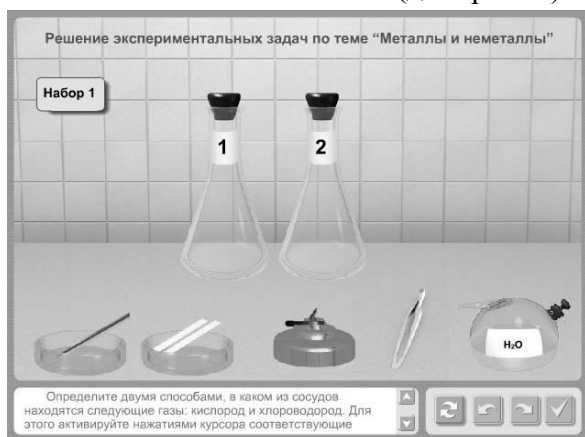 Решение экспериментальных задач по теме “Металлы и неметаллы”
Набор 1
1
2
H₂O
Определите двумя способами, в каком из сосудов
находятся следующие газы: кислород и хлороводород. Для
этого активируйте нажатиями курсора соответствующие